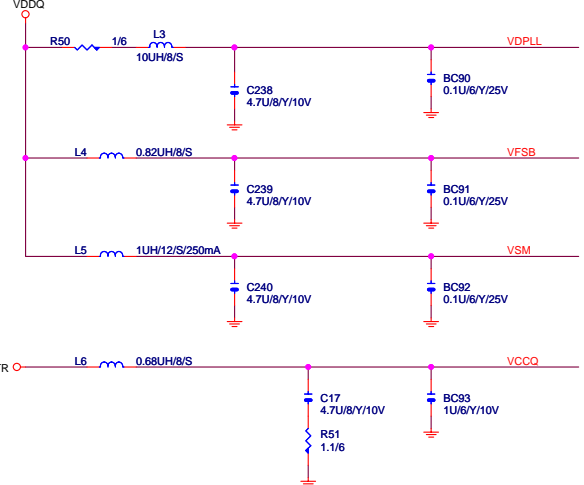 VDDQ
R50 1/6 L3 VDPLL
10UH/8/S
C238
4.7U/8/Y/10V
BC90
0.1U/6/Y/25V
L4 0.82UH/8/S VFSB
C239
4.7U/8/Y/10V
BC91
0.1U/6/Y/25V
L5 1UH/12/S/250mA VSM
C240
4.7U/8/Y/10V
BC92
0.1U/6/Y/25V
L6 0.68UH/8/S VCCQ
C17
4.7U/8/Y/10V
BC93
1U/6/Y/10V
R51
1.1/6